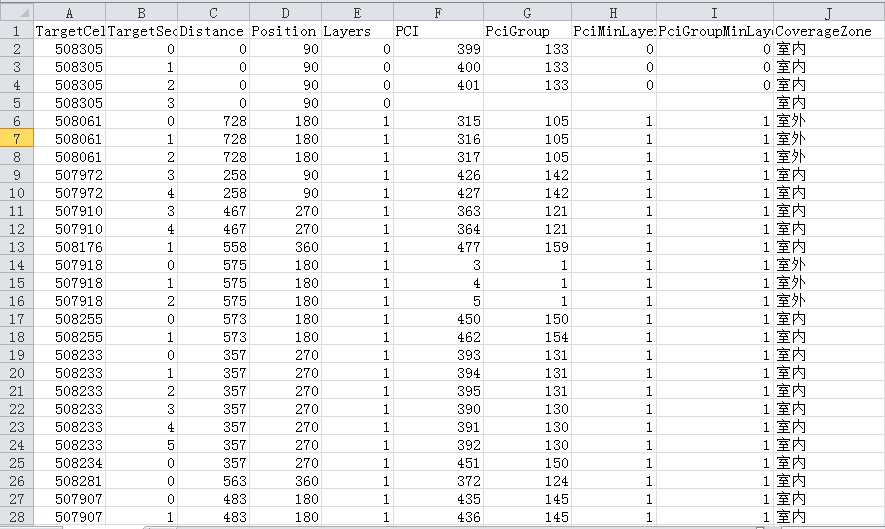 A B C D E F G H I J
1 TargetCel TargetSec Distance Position Layers PCI PciGroup PciMinLaye PciGroupMinLay CoverageZone
2 508305 0 0 90 0 399 133 0 0 室内
3 508305 1 0 90 0 400 133 0 0 室内
4 508305 2 0 90 0 401 133 0 0 室内
5 508305 3 0 90 0 室内
6 508061 0 728 180 1 315 105 1 1 室外
7 508061 1 728 180 1 316 105 1 1 室外
8 508061 2 728 180 1 317 105 1 1 室外
9 507972 3 258 90 1 426 142 1 1 室内
10 507972 4 258 90 1 427 142 1 1 室内
11 507910 3 467 270 1 363 121 1 1 室内
12 507910 4 467 270 1 364 121 1 1 室内
13 508176 1 558 360 1 477 159 1 1 室内
14 507918 0 575 180 1 3 1 1 1 室外
15 507918 1 575 180 1 4 1 1 1 室外
16 507918 2 575 180 1 5 1 1 1 室外
17 508255 0 573 180 1 450 150 1 1 室内
18 508255 1 573 180 1 462 154 1 1 室内
19 508233 0 357 270 1 393 131 1 1 室内
20 508233 1 357 270 1 394 131 1 1 室内
21 508233 2 357 270 1 395 131 1 1 室内
22 508233 3 357 270 1 390 130 1 1 室内
23 508233 4 357 270 1 391 130 1 1 室内
24 508233 5 357 270 1 392 130 1 1 室内
25 508234 0 357 270 1 451 150 1 1 室内
26 508281 0 563 360 1 372 124 1 1 室内
27 507907 0 483 180 1 435 145 1 1 室内
28 507907 1 483 180 1 436 145 1 1 室内